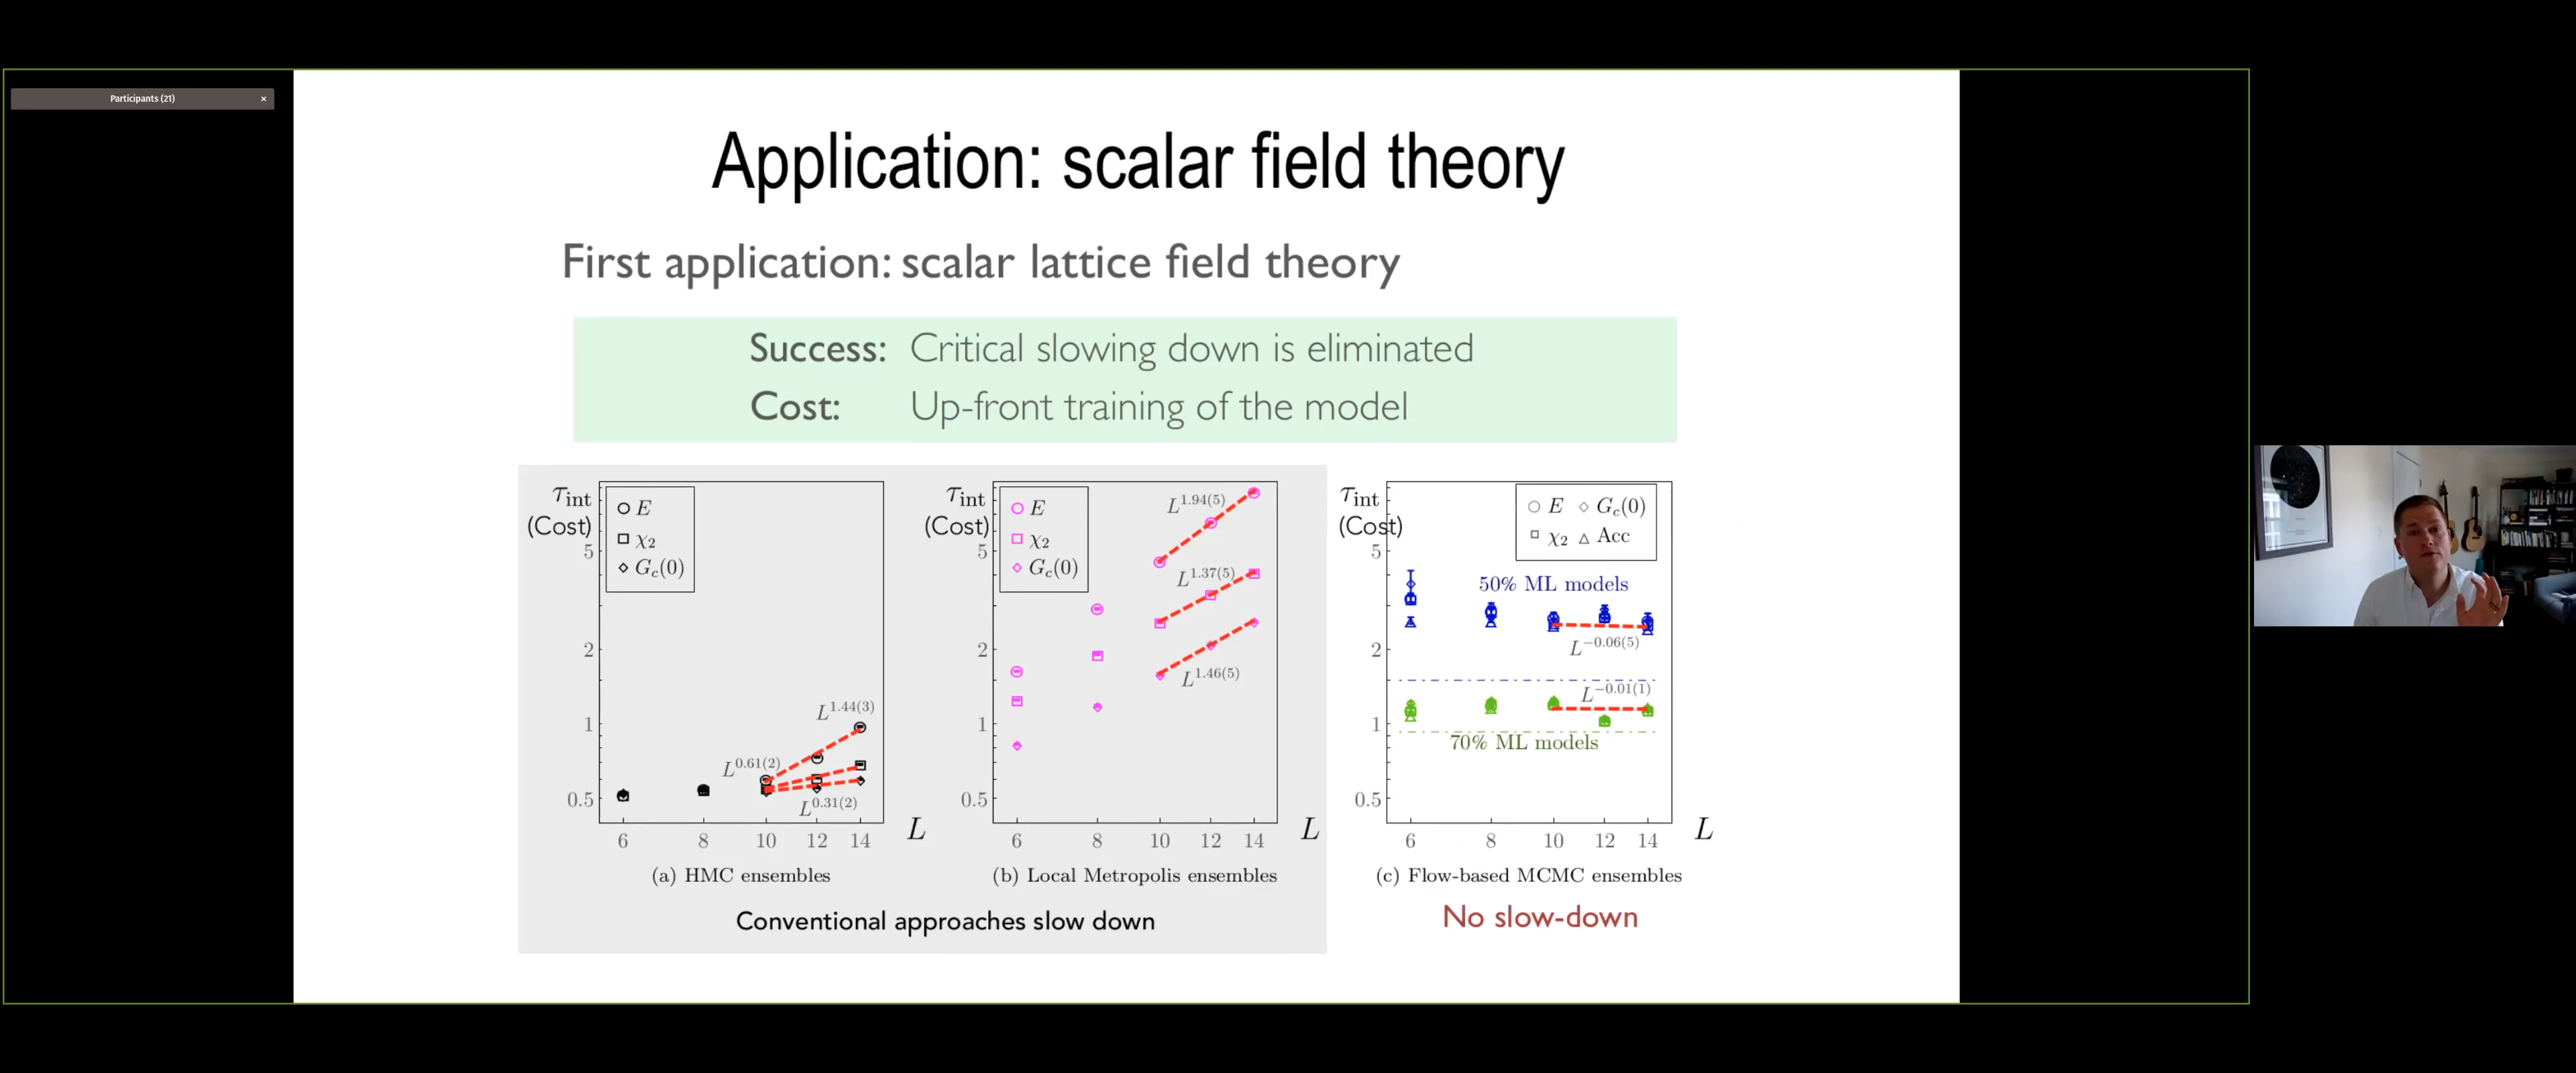 Participants (21) ×
Application: scalar field theory
First application: scalar lattice field theory
Success: Critical slowing down is eliminated
Cost: Up-front training of the model
τint
(Cost)
E
χ2
Gc(0)
5
2
1
0.5
L^1.44(3)
L^0.61(2)
L^0.31(2)
6 8 10 12 14
L
(a) HMC ensembles
τint
(Cost)
E
χ2
Gc(0)
5
2
1
0.5
L^1.94(5)
L^1.37(5)
L^1.46(5)
6 8 10 12 14
L
(b) Local Metropolis ensembles
Conventional approaches slow down
τint
(Cost)
E Gc(0)
χ2 Acc
5
2
1
0.5
50% ML models
L^−0.06(5)
L^−0.01(1)
70% ML models
6 8 10 12 14
L
(c) Flow-based MCMC ensembles
No slow-down